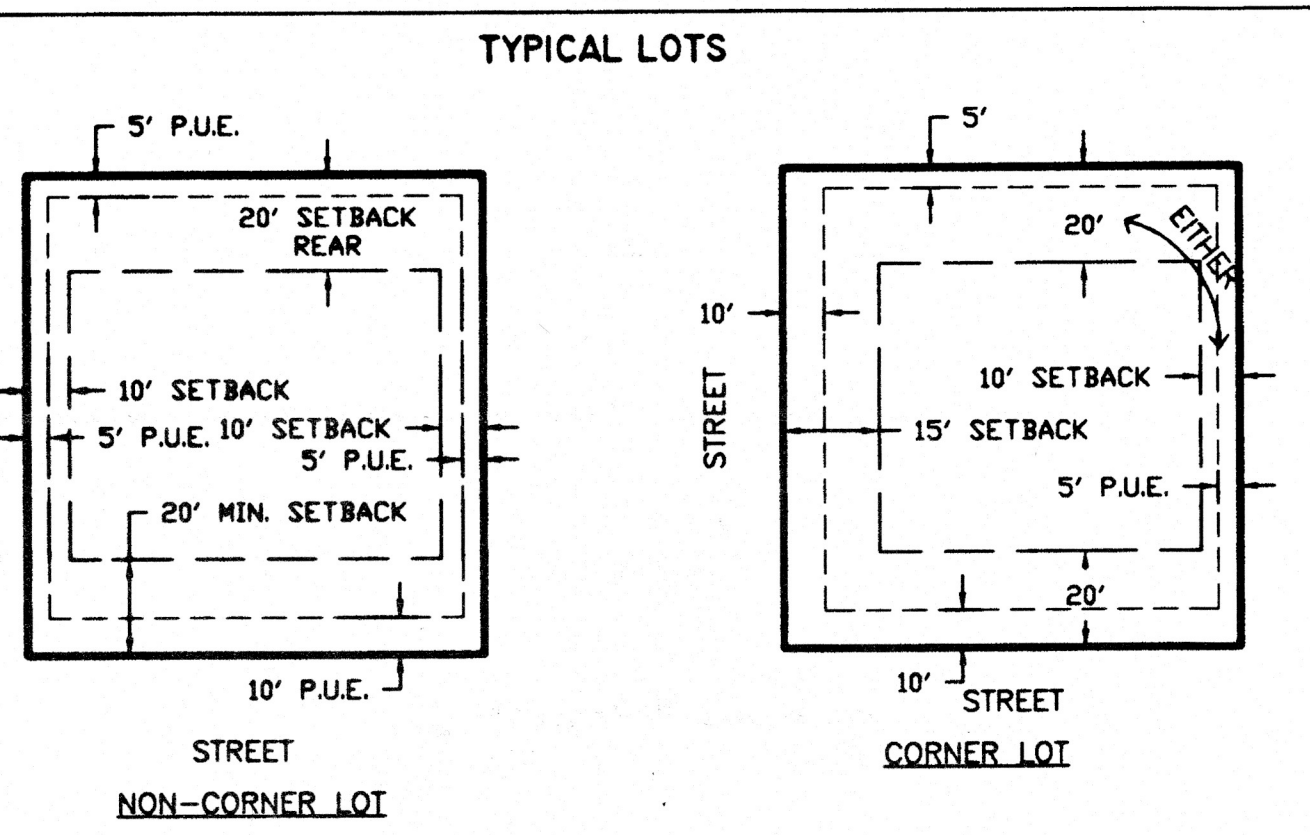 TYPICAL LOTS
5' P.U.E.
20' SETBACK
REAR
10' SETBACK
5' P.U.E.
10' SETBACK
5' P.U.E.
20' MIN. SETBACK
10' P.U.E.
STREET
NON-CORNER LOT
5'
20'
EITHER
10'
STREET
10' SETBACK
15' SETBACK
5' P.U.E.
20'
10'
STREET
CORNER LOT